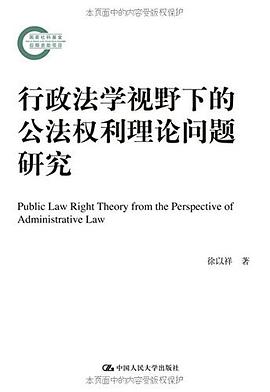 本页面中的内容受版权保护
国家社科基金
后期资助项目
行政法学视野下的
公法权利理论问题
研究
Public Law Right Theory from the Perspective of
Administrative Law
徐以祥 著
中国人民大学出版社
本页面中的内容受版权保护